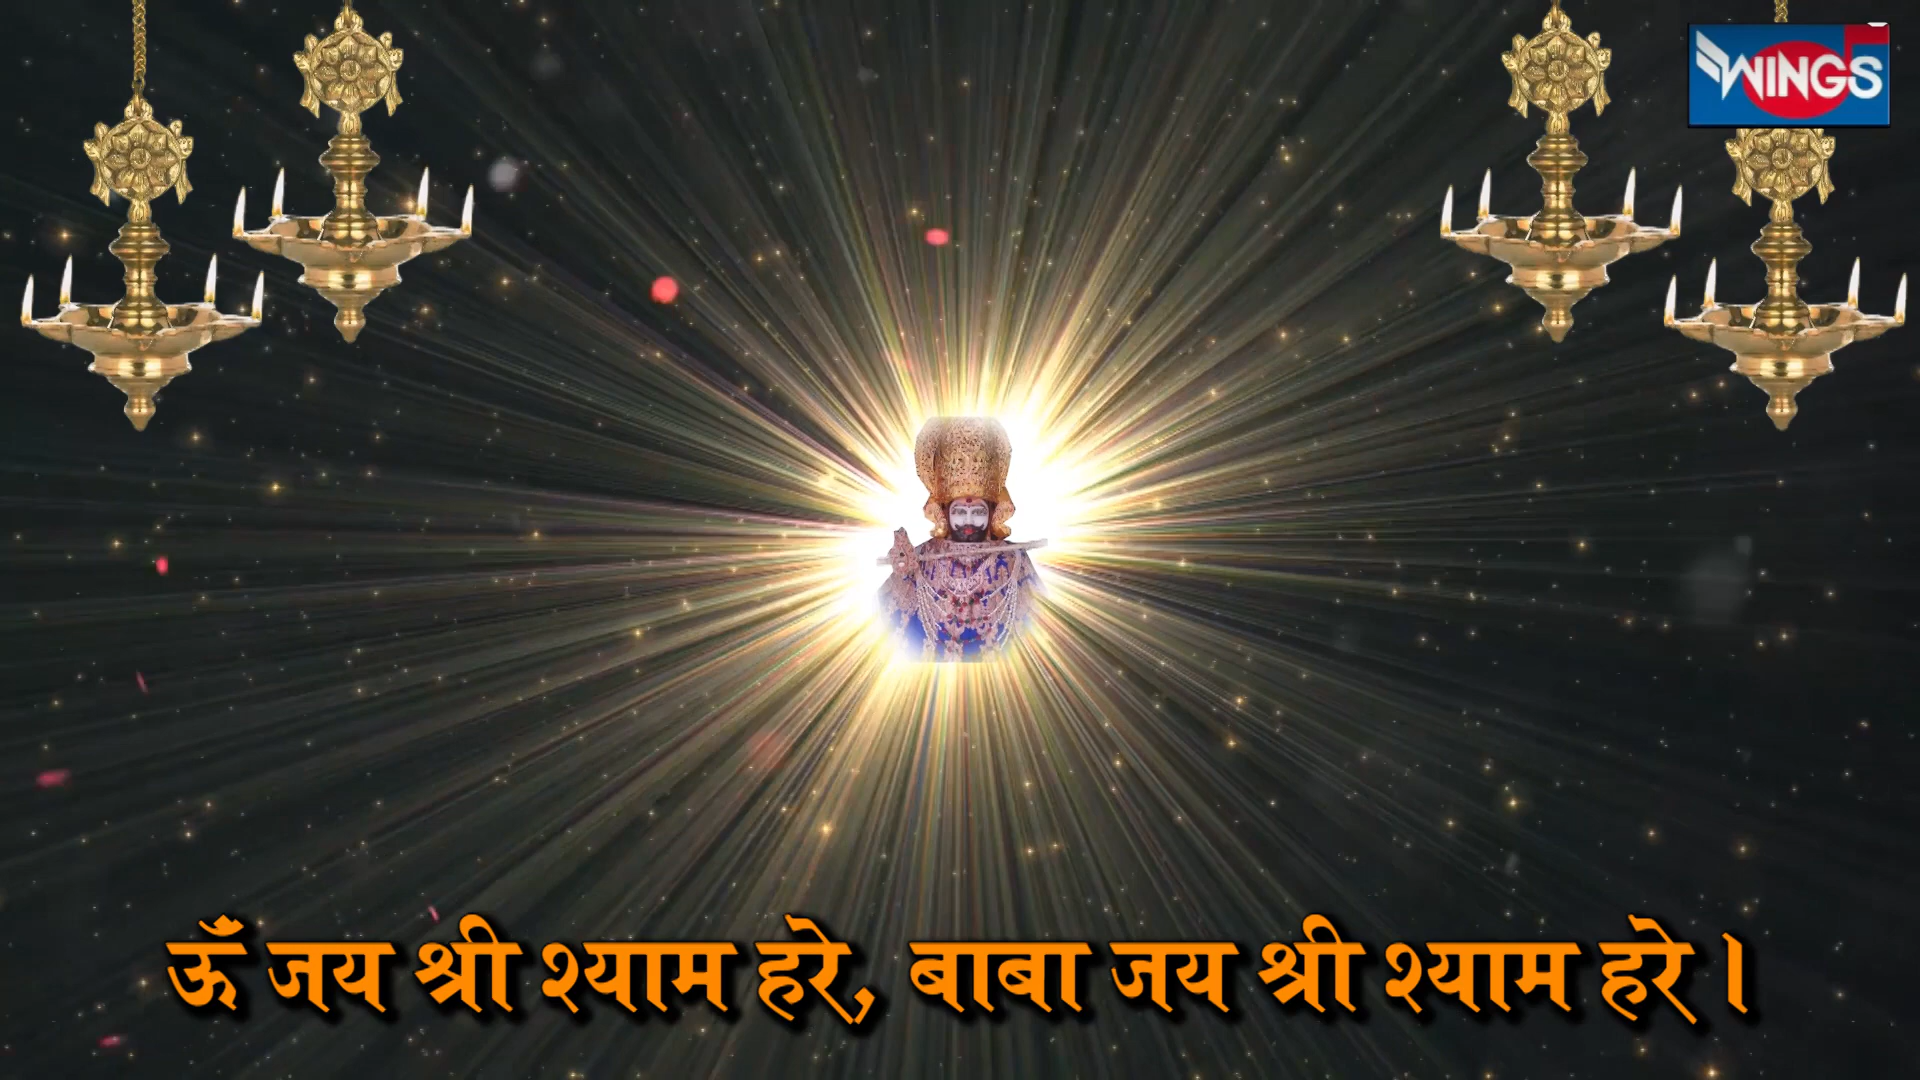 WINGS
ऊँ जय श्री श्याम हरे, बाबा जय श्री श्याम हरे।